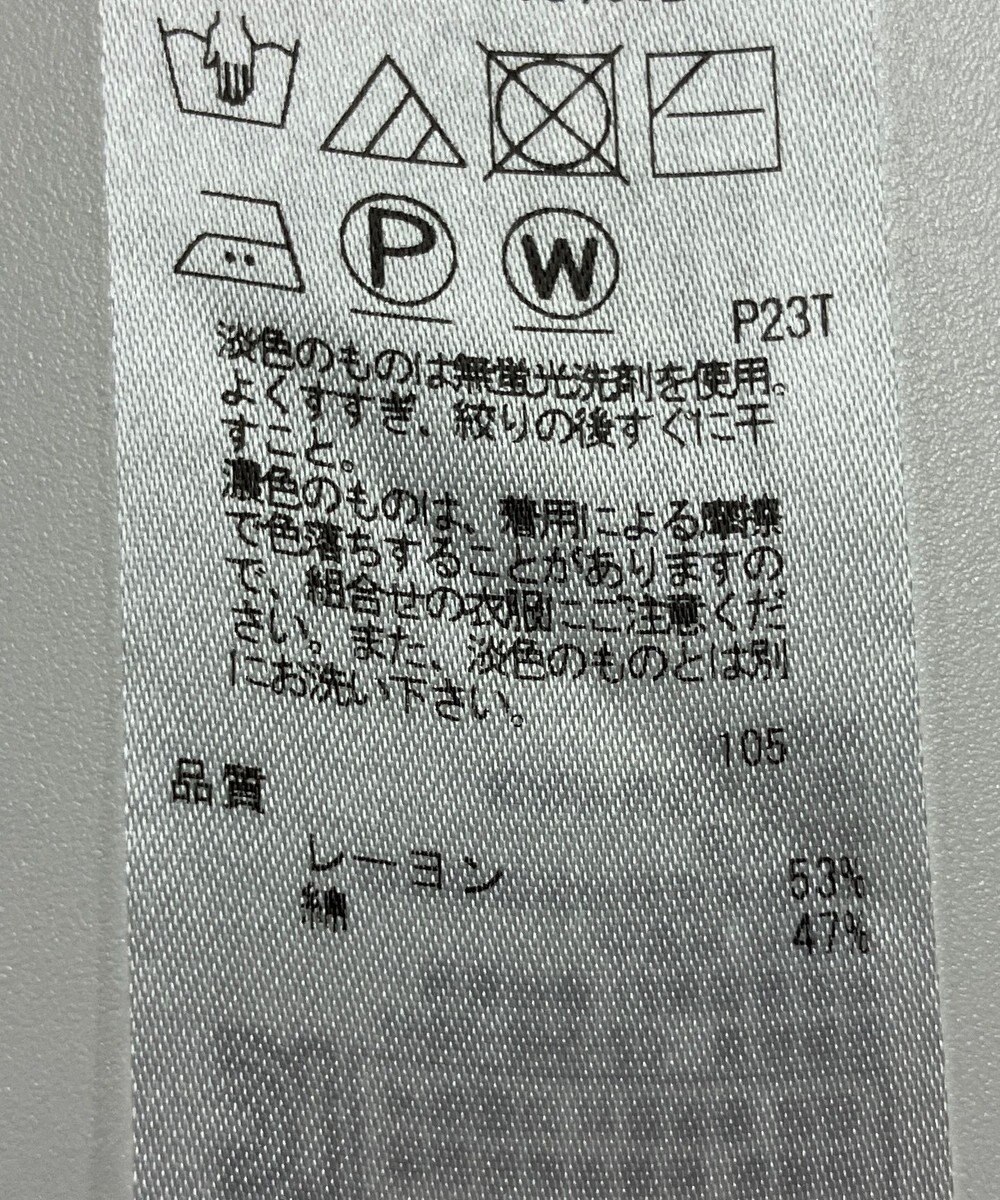 P
W
P23T
淡色のものは無蛍光洗剤を使用。
よくすすぎ、絞りの後すぐに干
すこと。
濃色のものは、着用による摩擦
で色落ちすることがありますの
で、組合せの衣服にご注意くだ
さい。また、淡色のものとは別
にお洗い下さい。
105
品質
レーヨン 53%
綿 47%